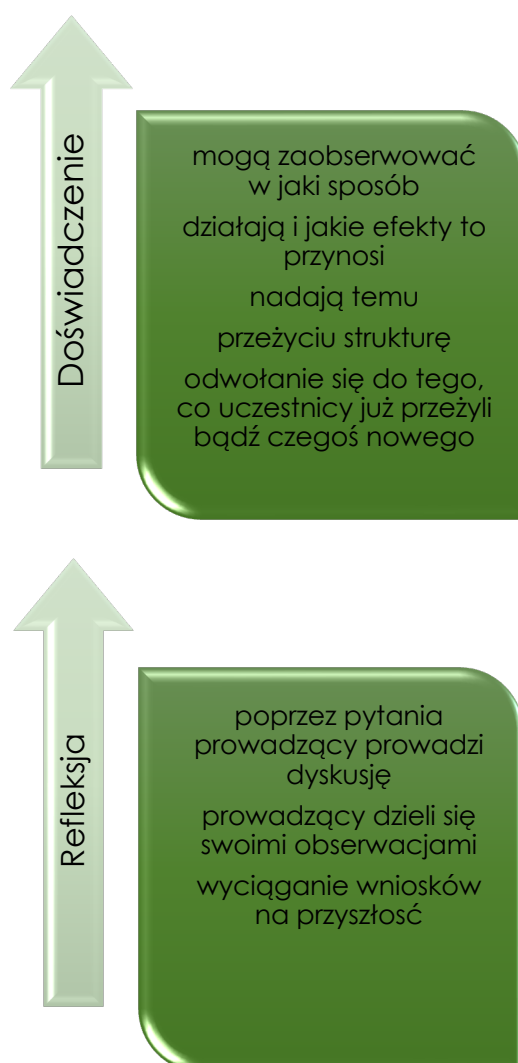 Doświadczenie
mogą zaobserwować
w jaki sposób
działają i jakie efekty to
przynosi
nadają temu
przeżyciu strukturę
odwołanie się do tego,
co uczestnicy już przeżyli
bądź czegoś nowego
Refleksja
poprzez pytania
prowadzący prowadzi
dyskusję
prowadzący dzieli się
swoimi obserwacjami
wyciąganie wniosków
na przyszłosć